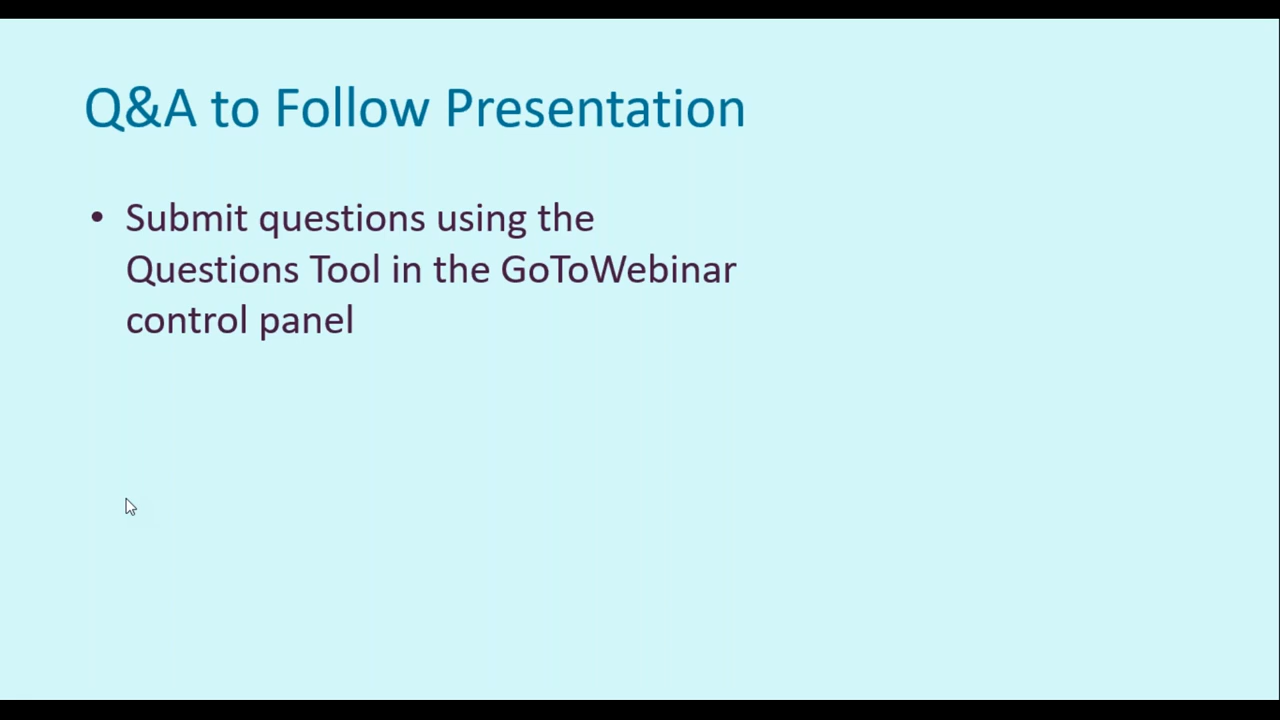 Q&A to Follow Presentation
• Submit questions using the
Questions Tool in the GoToWebinar
control panel